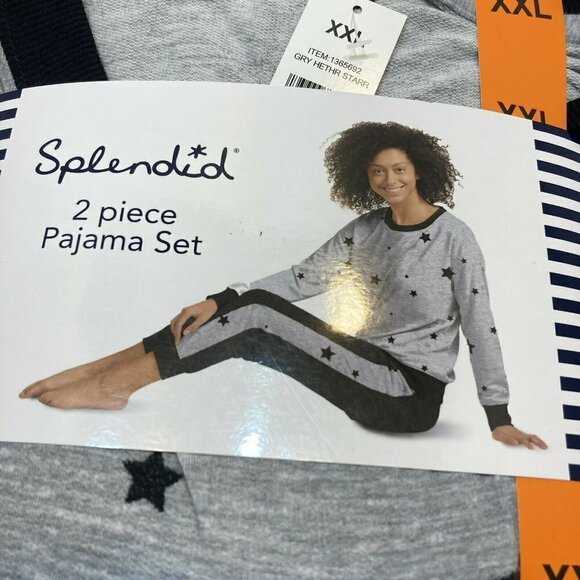 XXL
XXL
ITEM:1365692
GRY HETHR STARR
XXL
Splendid®
2 piece
Pajama Set
XXL